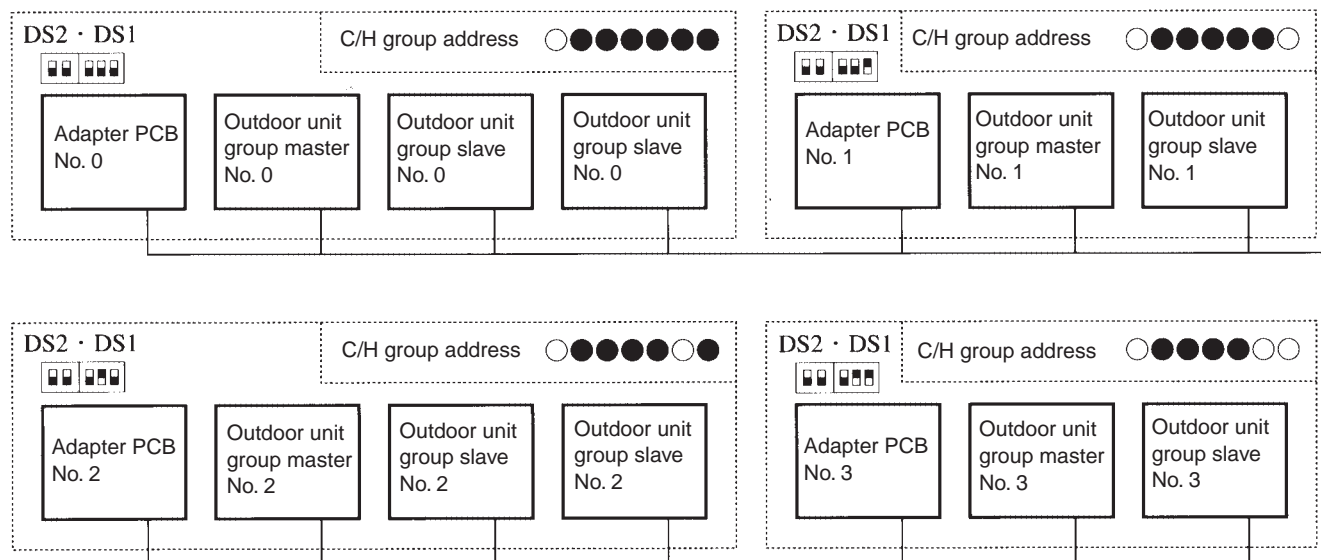 DS2 · DS1
C/H group address
Adapter PCB
No. 0
Outdoor unit
group master
No. 0
Outdoor unit
group slave
No. 0
Outdoor unit
group slave
No. 0
DS2 · DS1
C/H group address
Adapter PCB
No. 1
Outdoor unit
group master
No. 1
Outdoor unit
group slave
No. 1
DS2 · DS1
C/H group address
Adapter PCB
No. 2
Outdoor unit
group master
No. 2
Outdoor unit
group slave
No. 2
Outdoor unit
group slave
No. 2
DS2 · DS1
C/H group address
Adapter PCB
No. 3
Outdoor unit
group master
No. 3
Outdoor unit
group slave
No. 3